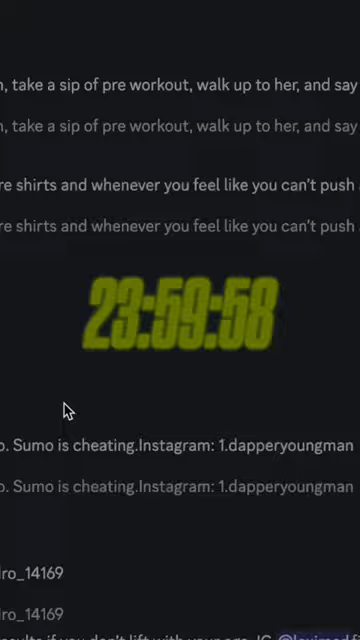 , take a sip of pre workout, walk up to her, and say
, take a sip of pre workout, walk up to her, and say
re shirts and whenever you feel like you can't push
re shirts and whenever you feel like you can't push
23:59:58
o. Sumo is cheating.Instagram: 1.dapperyoungman
o. Sumo is cheating.Instagram: 1.dapperyoungman
dro_14169
dro_14169